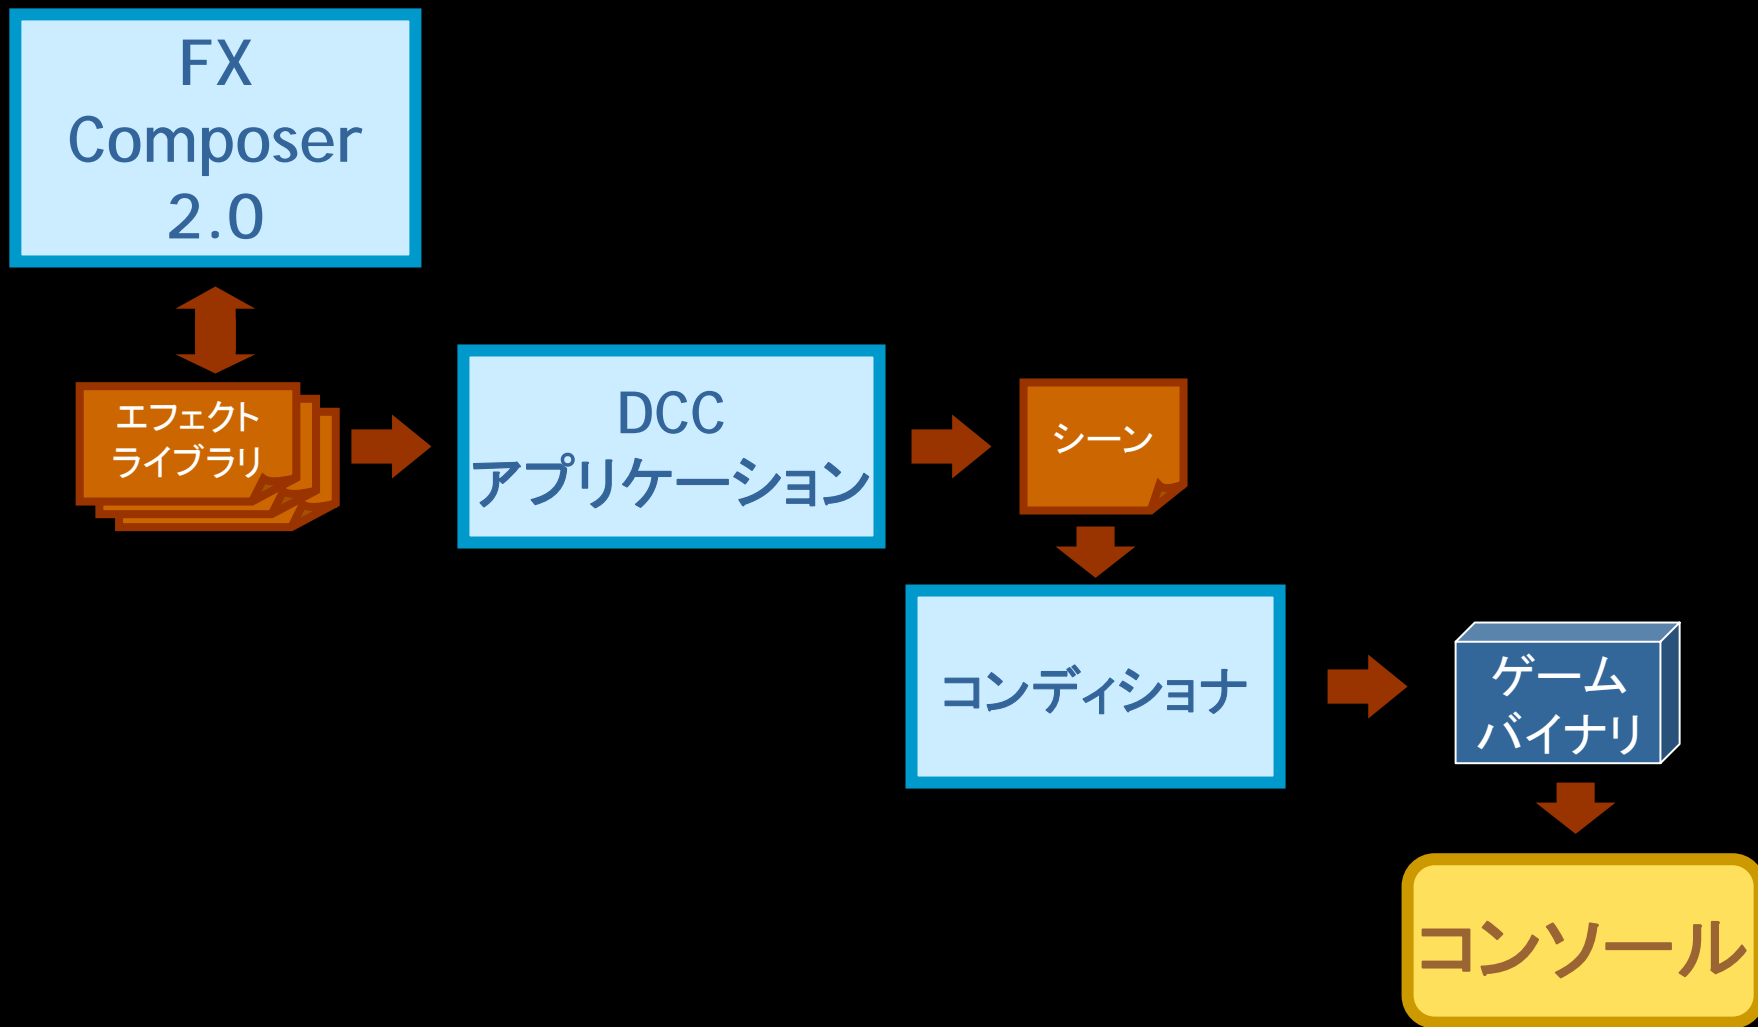 FX
Composer
2.0
エフェクト
ライブラリ
DCC
アプリケーション
シーン
コンディショナ
ゲーム
バイナリ
コンソール